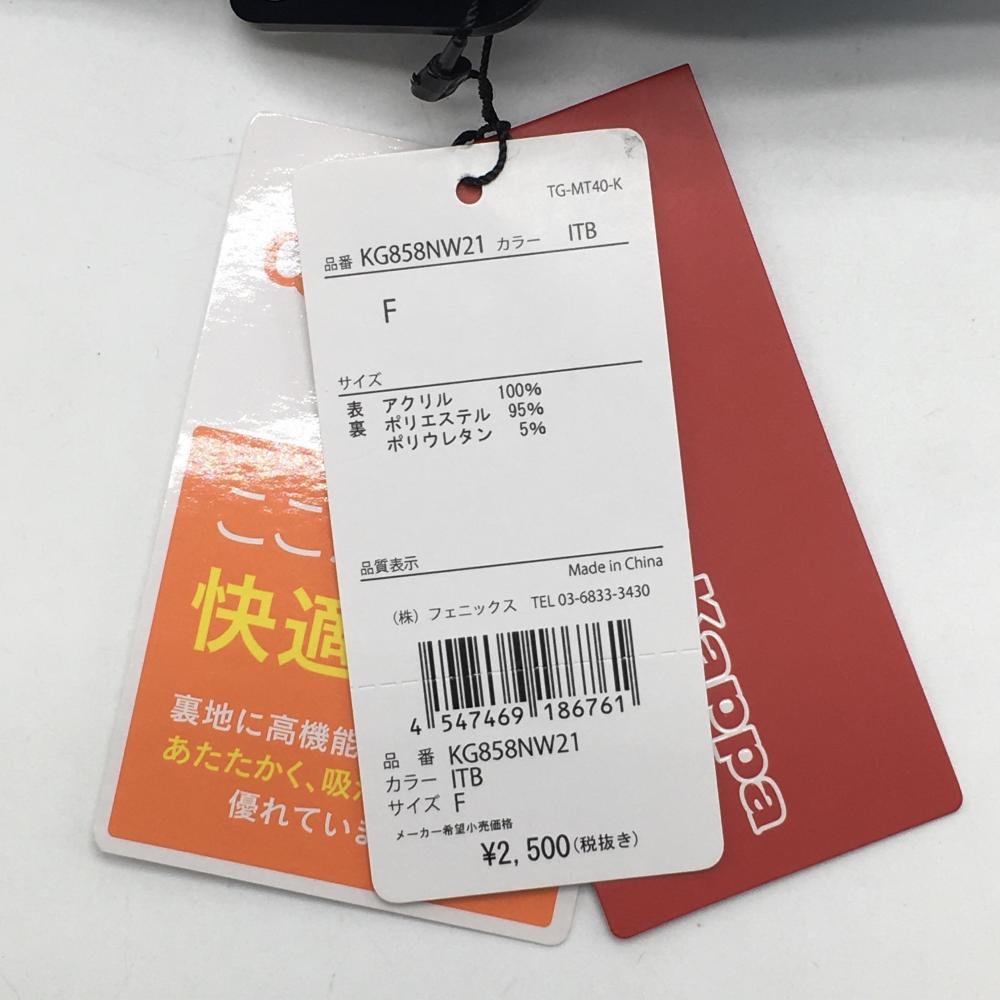 TG-MT40-K
品番 KG858NW21 カラー ITB
F
サイズ
表 アクリル 100%
裏 ポリエステル 95%
ポリウレタン 5%
品質表示
Made in China
(株) フェニックス TEL 03-6833-3430
4 547469 186761
品 番 KG858NW21
カラー ITB
サイズ F
メーカー希望小売価格
¥2,500(税抜き)
ここ
快適
裏地に高機能
あたたかく、吸
優れてい
Kappa